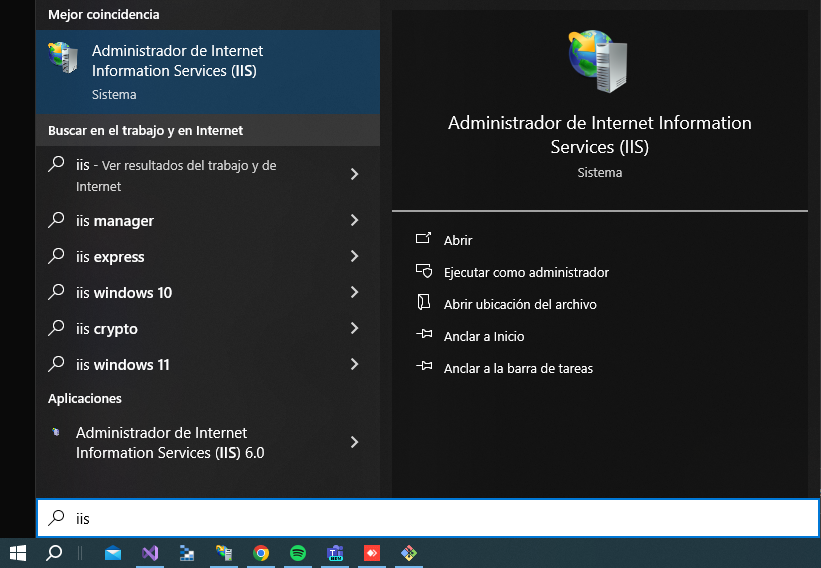 Mejor coincidencia
Administrador de Internet
Information Services (IIS)
Sistema
Buscar en el trabajo y en Internet
iis - Ver resultados del trabajo y de
Internet
iis manager
iis express
iis windows 10
iis crypto
iis windows 11
Aplicaciones
Administrador de Internet
Information Services (IIS) 6.0
Administrador de Internet Information
Services (IIS)
Sistema
Abrir
Ejecutar como administrador
Abrir ubicación del archivo
Anclar a Inicio
Anclar a la barra de tareas
iis